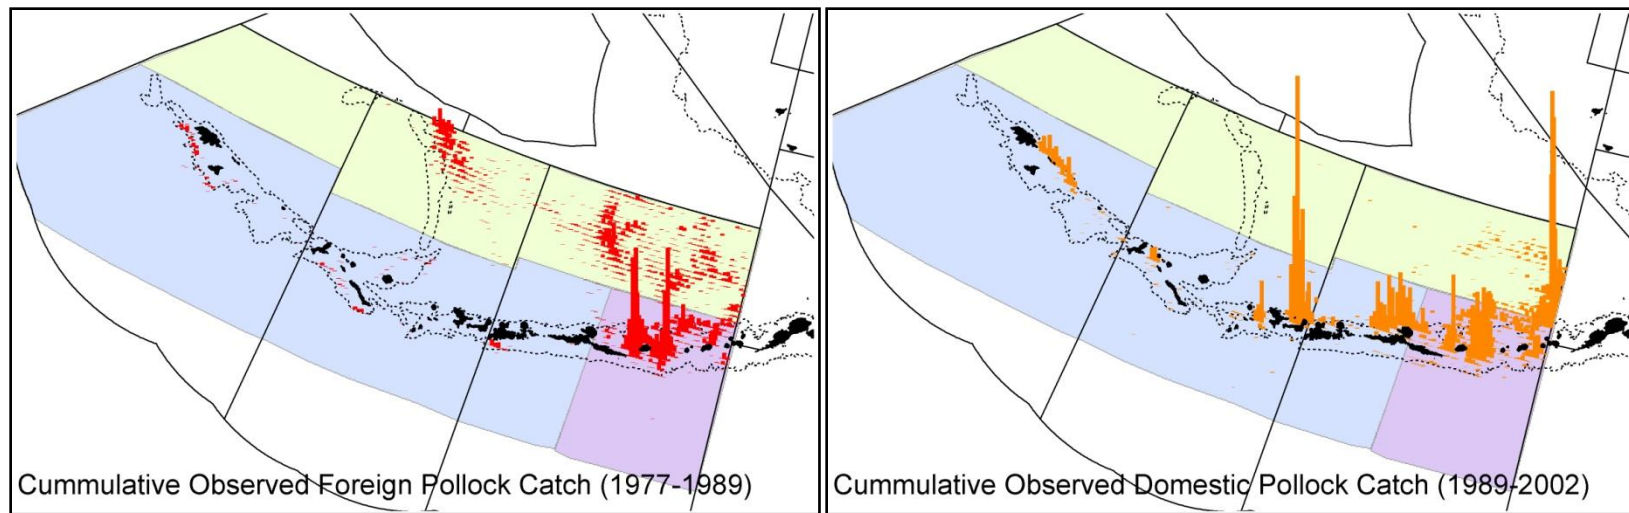 Cummulative Observed Foreign Pollock Catch (1977-1989)
Cummulative Observed Domestic Pollock Catch (1989-2002)